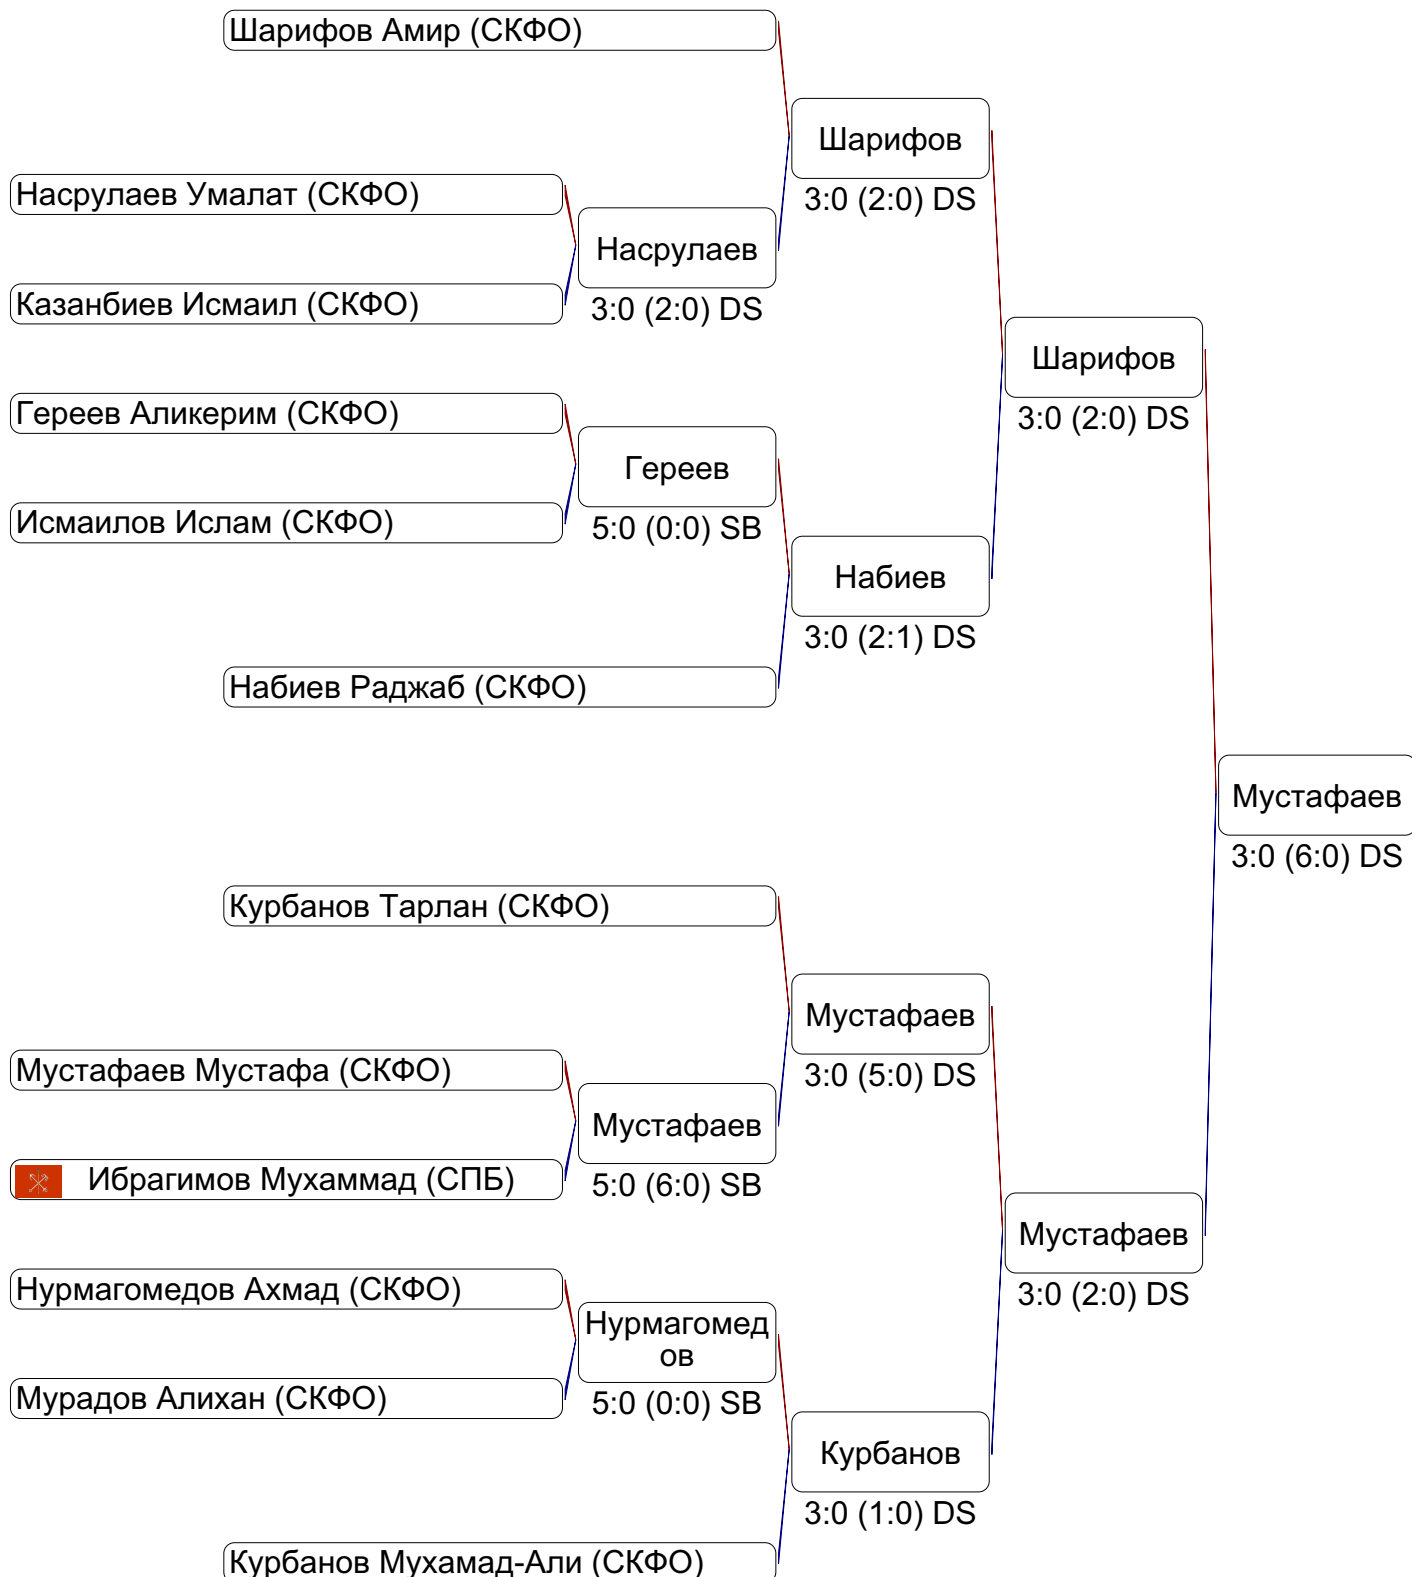 Шарифов Амир (СКФО)
Шарифов
3:0 (2:0) DS
Насрулаев Умалат (СКФО)
Насрулаев
3:0 (2:0) DS
Казанбиев Исмаил (СКФО)
Шарифов
3:0 (2:0) DS
Гереев Аликерим (СКФО)
Гереев
5:0 (0:0) SB
Исмаилов Ислам (СКФО)
Набиев
3:0 (2:1) DS
Набиев Раджаб (СКФО)
Мустафаев
3:0 (6:0) DS
Курбанов Тарлан (СКФО)
Мустафаев
3:0 (5:0) DS
Мустафаев Мустафа (СКФО)
Мустафаев
5:0 (6:0) SB
Ибрагимов Мухаммад (СПБ)
Мустафаев
3:0 (2:0) DS
Нурмагомедов Ахмад (СКФО)
Нурмагомед
ов
5:0 (0:0) SB
Мурадов Алихан (СКФО)
Курбанов
3:0 (1:0) DS
Курбанов Мухамад-Али (СКФО)